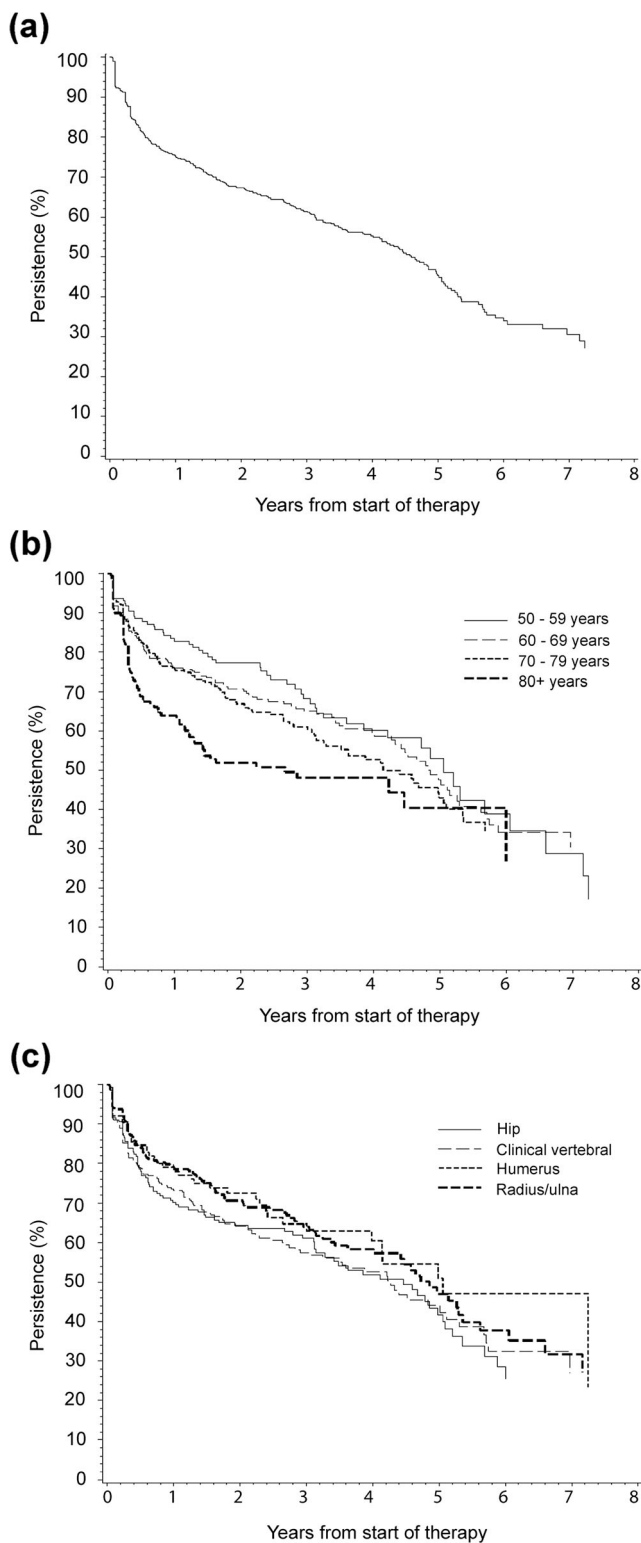 (a)
100
90
80
70
60
50
40
30
20
10
0
Persistence (%)
0 1 2 3 4 5 6 7 8
Years from start of therapy
(b)
100
90
80
70
60
50
40
30
20
10
0
Persistence (%)
50 - 59 years
60 - 69 years
70 - 79 years
80+ years
0 1 2 3 4 5 6 7 8
Years from start of therapy
(c)
100
90
80
70
60
50
40
30
20
10
0
Persistence (%)
Hip
Clinical vertebral
Humerus
Radius/ulna
0 1 2 3 4 5 6 7 8
Years from start of therapy